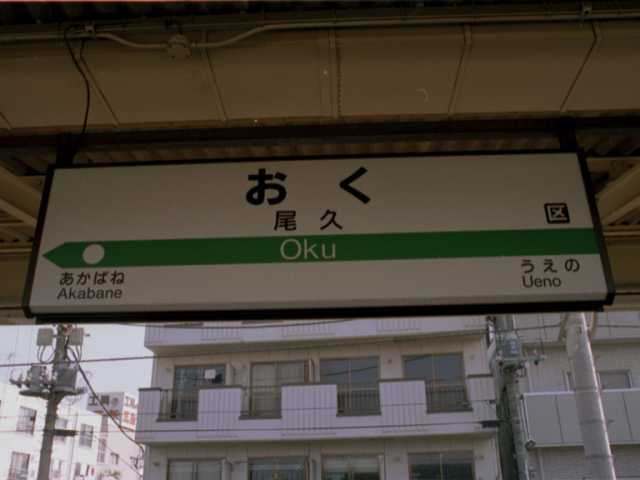 おく
尾久
区
Oku
あかばね
Akabane
うえの
Ueno